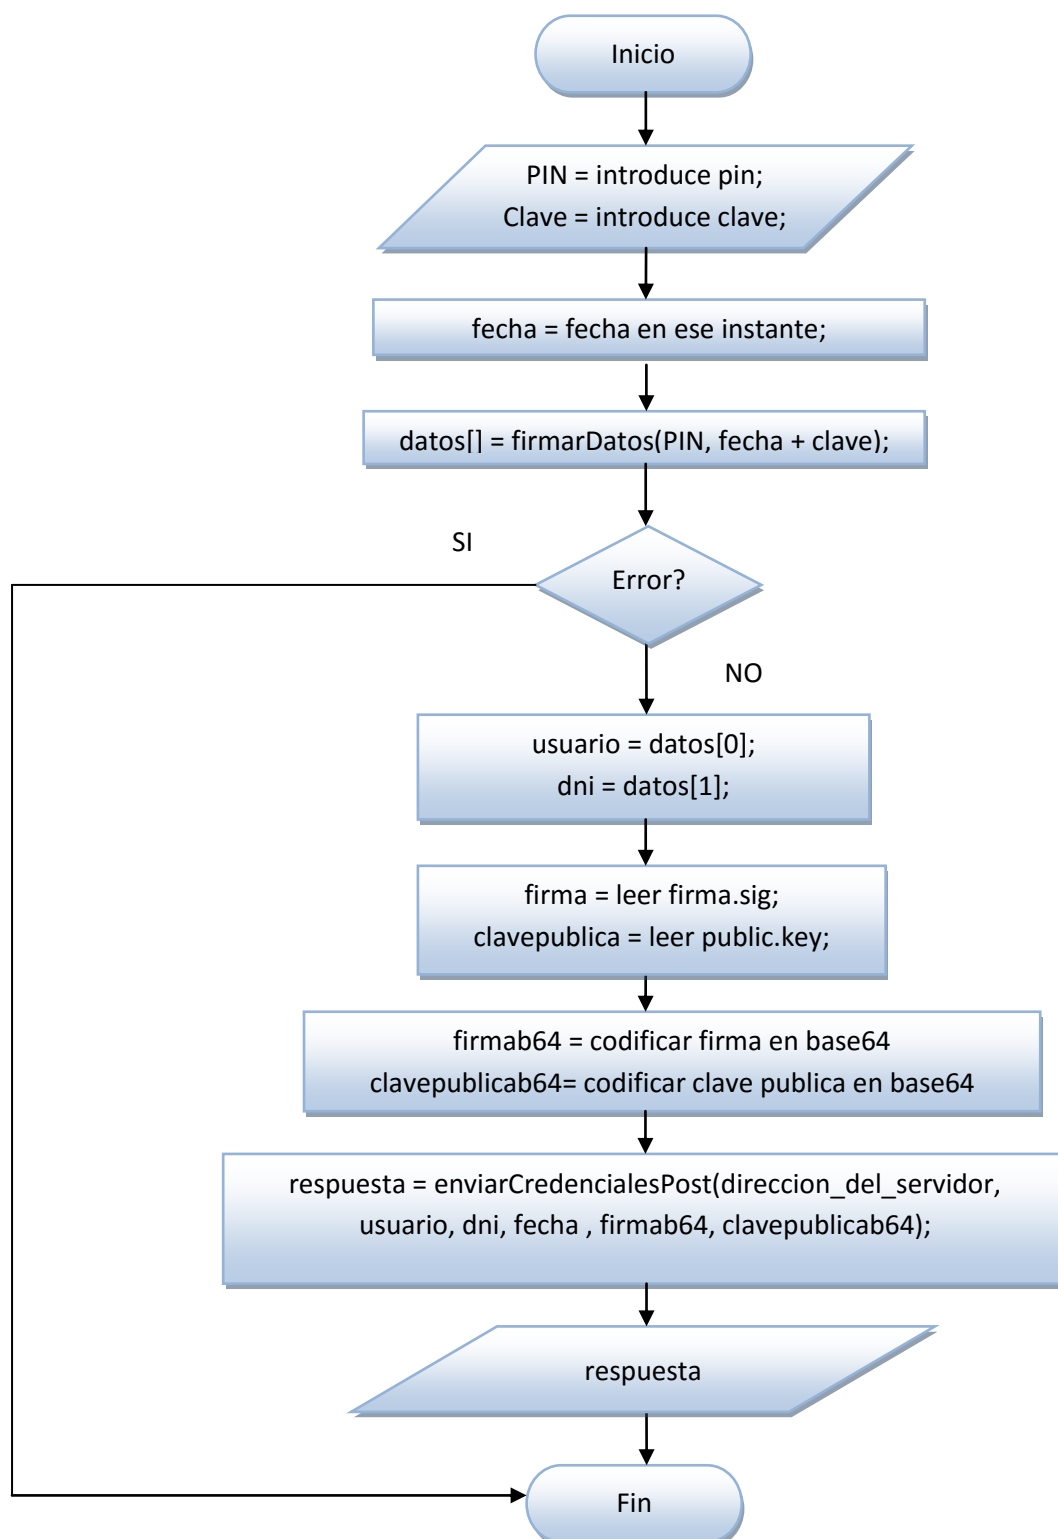 Inicio
PIN = introduce pin;
Clave = introduce clave;
fecha = fecha en ese instante;
datos[] = firmarDatos(PIN, fecha + clave);
SI
Error?
NO
usuario = datos[0];
dni = datos[1];
firma = leer firma.sig;
clavepublica = leer public.key;
firmab64 = codificar firma en base64
clavepublicab64= codificar clave publica en base64
respuesta = enviarCredencialesPost(direccion_del_servidor,
usuario, dni, fecha , firmab64, clavepublicab64);
respuesta
Fin